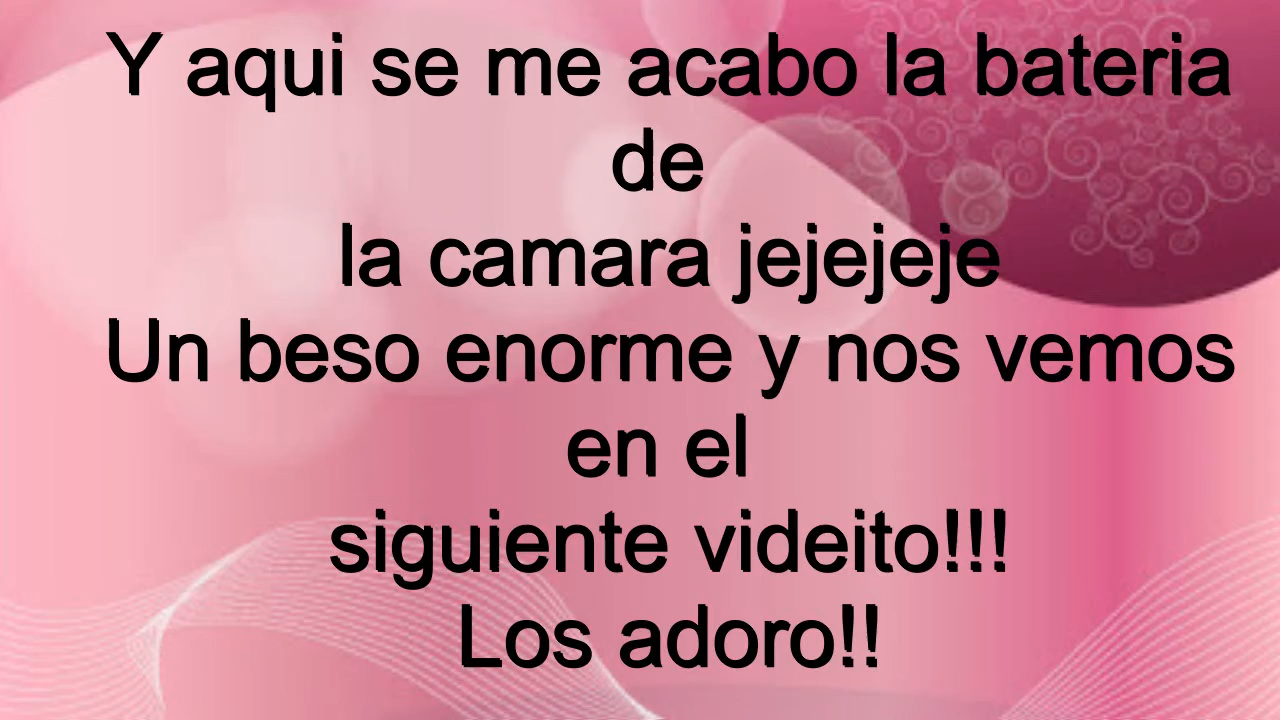 Y aqui se me acabo la bateria
de
la camara jejejeje
Un beso enorme y nos vemos
en el
siguiente videito!!!
Los adoro!!